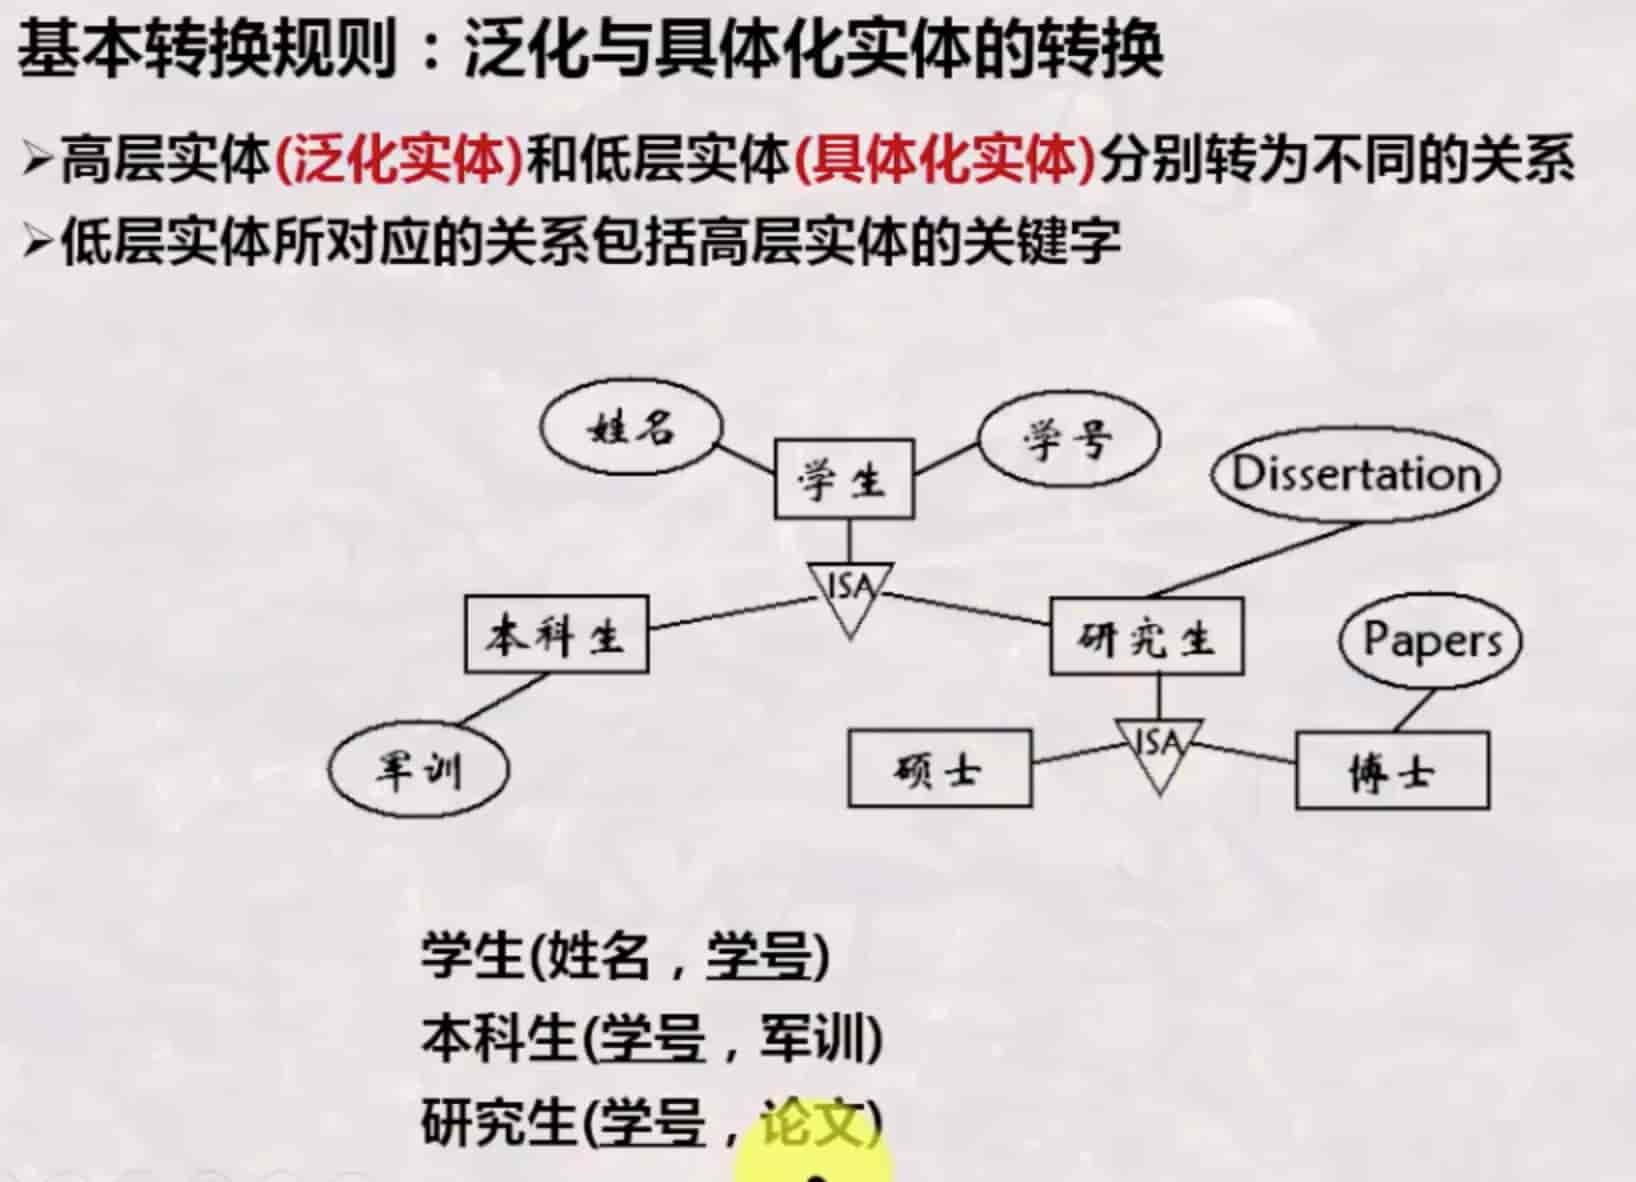 基本转换规则：泛化与具体化实体的转换
➢高层实体(泛化实体)和低层实体(具体化实体)分别转为不同的关系
➢低层实体所对应的关系包括高层实体的关键字
姓名
学号
学生
Dissertation
ISA
本科生
研究生
Papers
军训
硕士
ISA
博士
学生(姓名，学号)
本科生(学号，军训)
研究生(学号，论文)